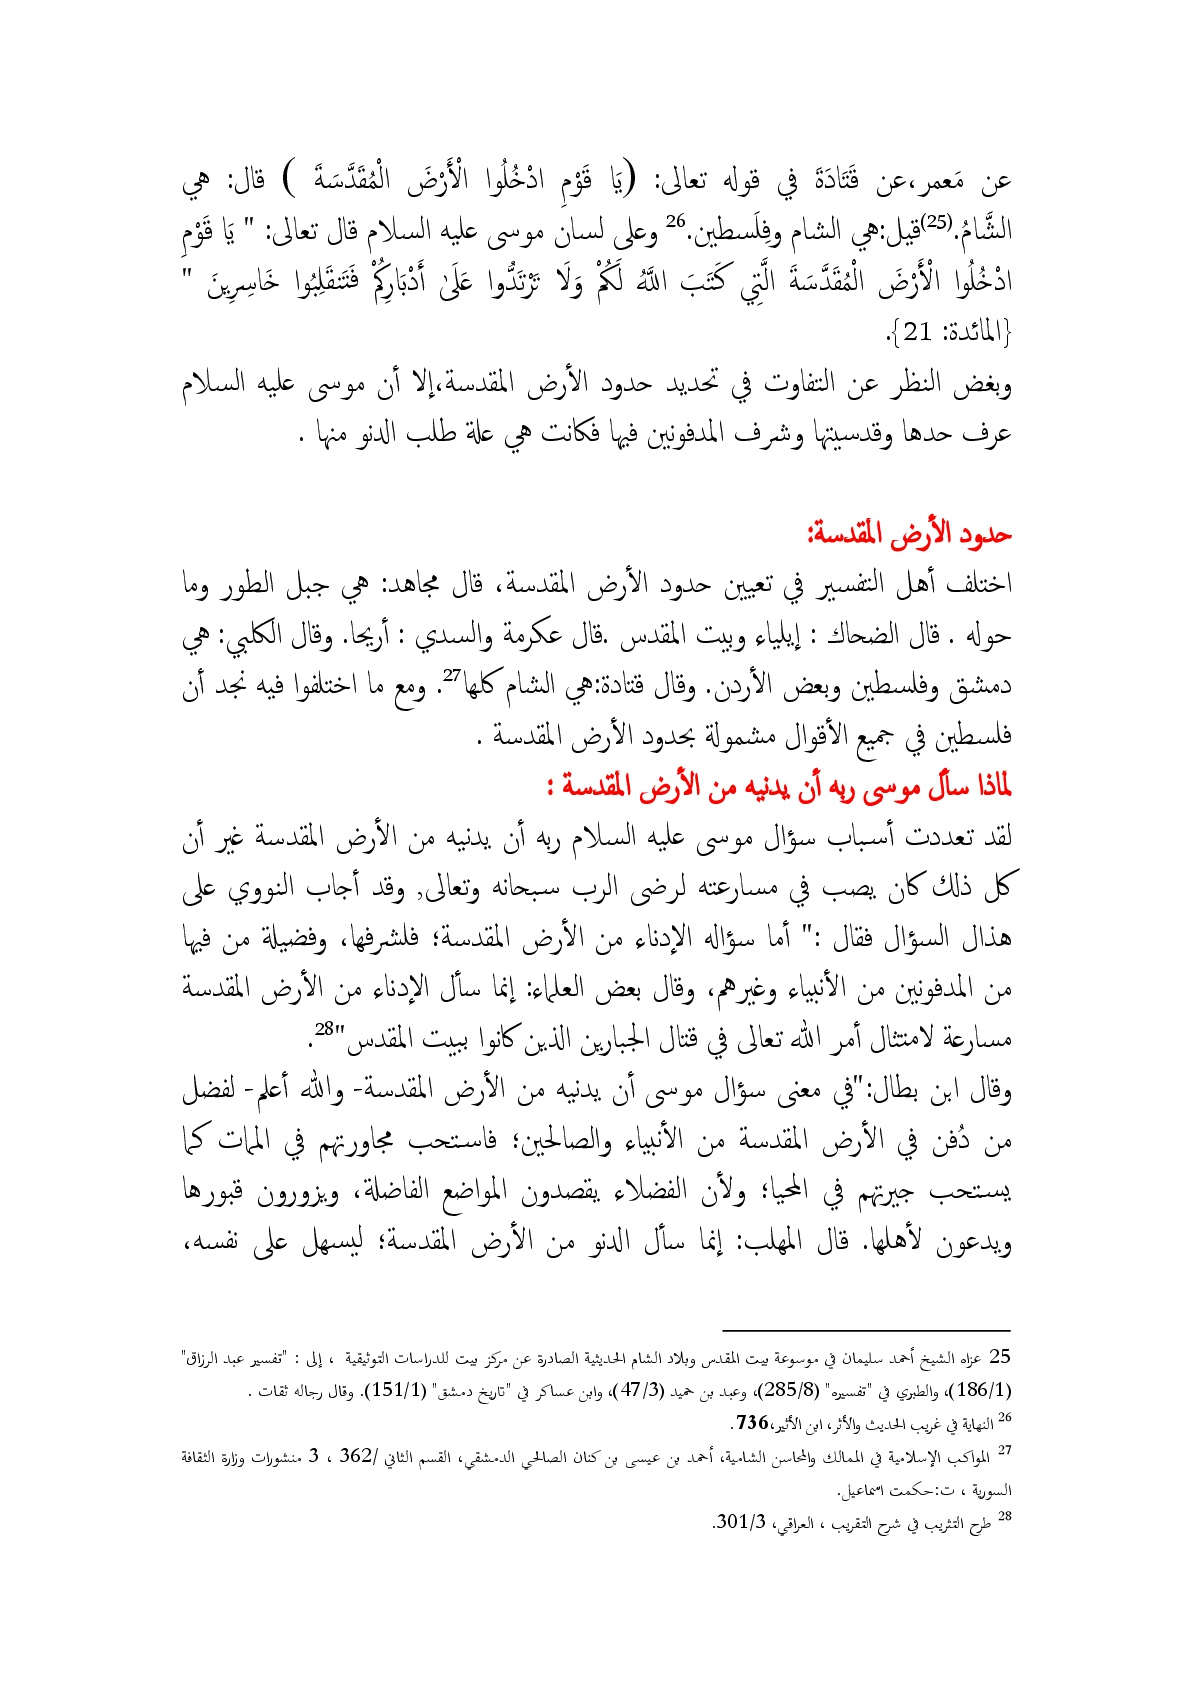 عن مَعمر،عن قَتَادَةَ في قوله تعالى: (يَا قَوْمِ ادْخُلُوا الْأَرْضَ الْمُقَدَّسَةَ ) قال: هي
الشَّامُ.(25)قيل:هي الشام وفِلَسطين.26 وعلى لسان موسى عليه السلام قال تعالى: " يَا قَوْمِ
ادْخُلُوا الْأَرْضَ الْمُقَدَّسَةَ الَّتِي كَتَبَ اللَّهُ لَكُمْ وَلَا تَرْتَدُّوا عَلَىٰ أَدْبَارِكُمْ فَتَنقَلِبُوا خَاسِرِينَ "
{المائدة: 21}.
وبغض النظر عن التفاوت في تحديد حدود الأرض المقدسة،إلا أن موسى عليه السلام
عرف حدها وقدسيتها وشرف المدفونين فيها فكانت هي علة طلب الدنو منها .
حدود الأرض المقدسة:
اختلف أهل التفسير في تعيين حدود الأرض المقدسة، قال مجاهد: هي جبل الطور وما
حوله . قال الضحاك : إيلياء وبيت المقدس .قال عكرمة والسدي : أريحا. وقال الكلبي: هي
دمشق وفلسطين وبعض الأردن. وقال قتادة:هي الشام كلها27. ومع ما اختلفوا فيه نجد أن
فلسطين في جميع الأقوال مشمولة بحدود الأرض المقدسة .
لماذا سأل موسى ربه أن يدنيه من الأرض المقدسة :
لقد تعددت أسباب سؤال موسى عليه السلام ربه أن يدنيه من الأرض المقدسة غير أن
كل ذلك كان يصب في مسارعته لرضى الرب سبحانه وتعالى, وقد أجاب النووي على
هذال السؤال فقال :" أما سؤاله الإدناء من الأرض المقدسة؛ فلشرفها، وفضيلة من فيها
من المدفونين من الأنبياء وغيرهم، وقال بعض العلماء: إنما سأل الإدناء من الأرض المقدسة
مسارعة لامتثال أمر الله تعالى في قتال الجبارين الذين كانوا ببيت المقدس"28.
وقال ابن بطال:"في معنى سؤال موسى أن يدنيه من الأرض المقدسة- والله أعلم- لفضل
من دُفن في الأرض المقدسة من الأنبياء والصالحين؛ فاستحب مجاورتهم في الممات كما
يستحب جيرتهم في المحيا؛ ولأن الفضلاء يقصدون المواضع الفاضلة، ويزورون قبورها
ويدعون لأهلها. قال المهلب: إنما سأل الدنو من الأرض المقدسة؛ ليسهل على نفسه،
25 عزاه الشيخ أحمد سليمان في موسوعة بيت المقدس وبلاد الشام الحديثية الصادرة عن مركز بيت للدراسات التوثيقية ، إلى : "تفسير عبد الرزاق"
(186/1)، والطبري في "تفسيره" (285/8)، وعبد بن حميد (47/3)، وابن عساكر في "تاريخ دمشق" (151/1). وقال رجاله ثقات .
26 النهاية في غريب الحديث والأثر، ابن الأثير،736.
27 المواكب الإسلامية في الممالك والمحاسن الشامية، أحمد بن عيسى بن كنان الصالحي الدمشقي، القسم الثاني /362 ، 3 منشورات وزارة الثقافة
السورية ، ت:حكمت اسماعيل.
28 طرح التثريب في شرح التقريب ، العراقي، 301/3.